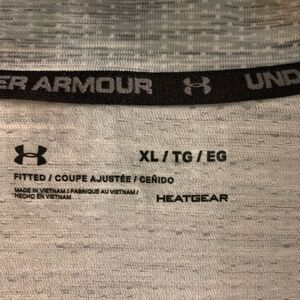 ER ARMOUR UND
XL / TG / EG
FITTED / COUPE AJUSTÉE / CEÑIDO
MADE IN VIETNAM / FABRIQUÉ AU VIETNAM /
HECHO EN VIETNAM
HEATGEAR